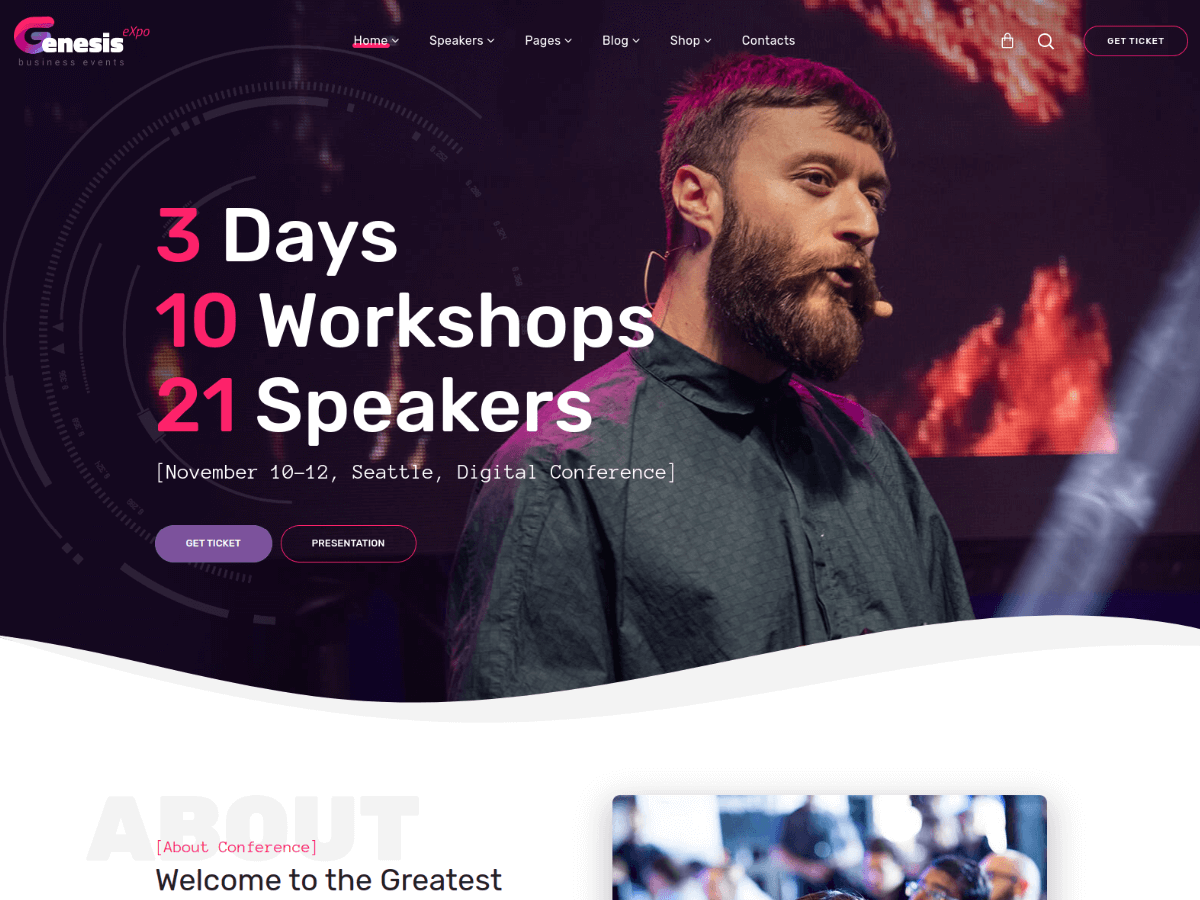 Genesis eXpo
business events
Home
Speakers
Pages
Blog
Shop
Contacts
GET TICKET
3 Days
10 Workshops
21 Speakers
[November 10-12, Seattle, Digital Conference]
GET TICKET
PRESENTATION
ABOUT
[About Conference]
Welcome to the Greatest